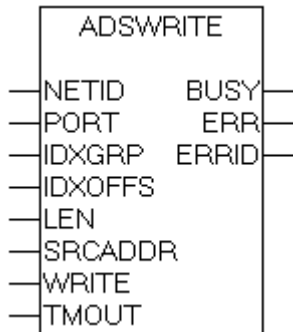 ADSWRITE
NETID BUSY
PORT ERR
IDXGRP ERRID
IDXOFFS
LEN
SRCADDR
WRITE
TMOUT